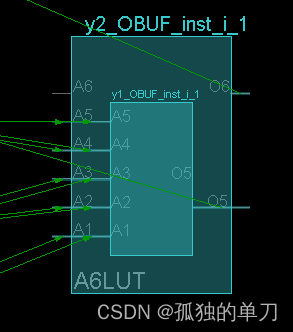 y2_OBUF_inst_i_1
A6 O6
y1_OBUF_inst_i_1
A5 A5
A4 A4
A3 A3 O5
A2 A2 O5
A1 A1
A6LUT
CSDN @孤独的单刀